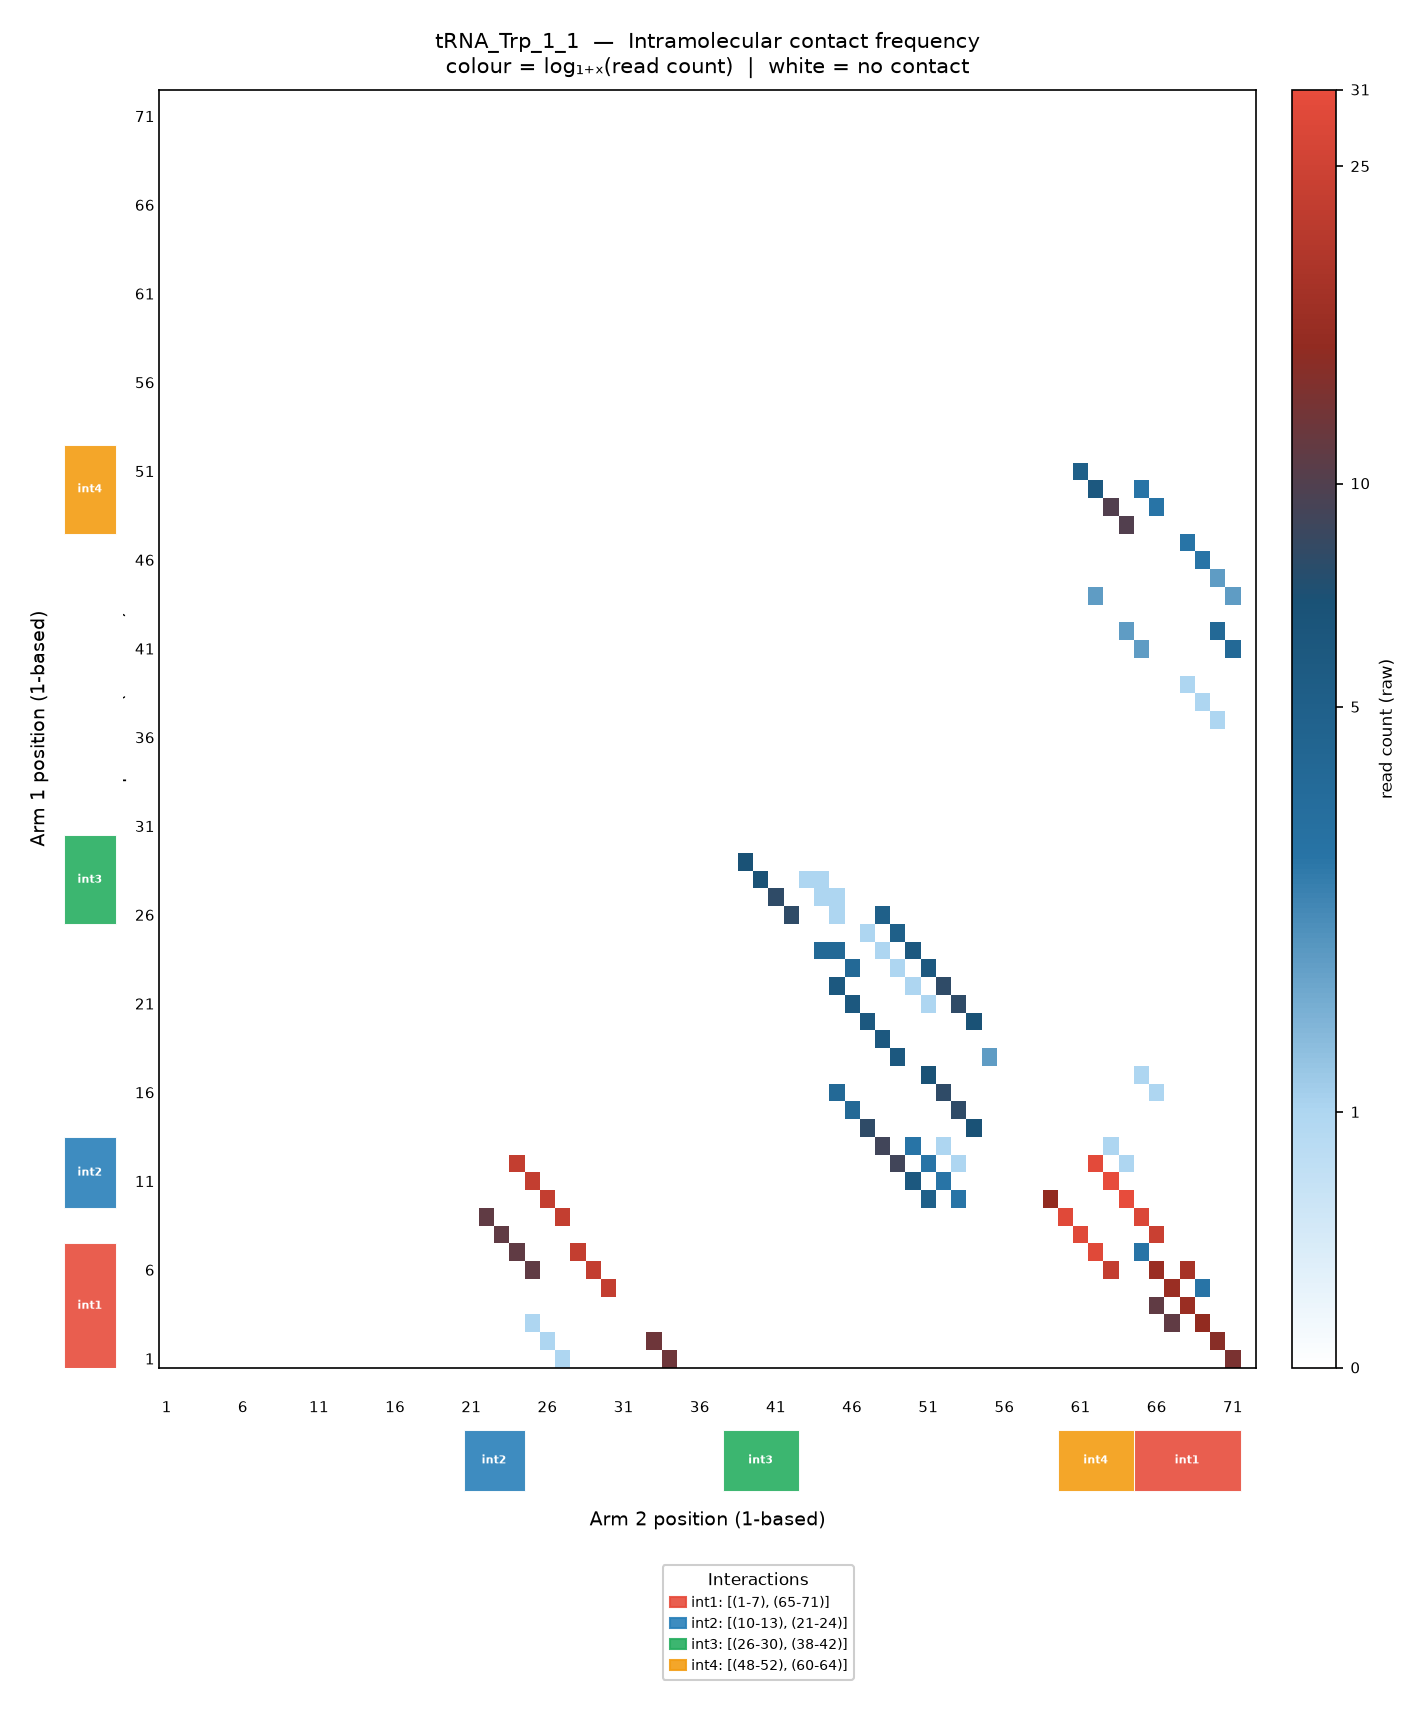 tRNA_Trp_1_1 — Intramolecular contact frequency
colour = log₁₊ₓ(read count) | white = no contact
71
66
61
56
51
46
41
36
31
26
21
16
11
6
1
int4
int3
int2
int1
Arm 1 position (1-based)
31
25
10
5
1
0
read count (raw)
1 6 11 16 21 26 31 36 41 46 51 56 61 66 71
int2 int3 int4 int1
Arm 2 position (1-based)
Interactions
int1: [(1-7), (65-71)]
int2: [(10-13), (21-24)]
int3: [(26-30), (38-42)]
int4: [(48-52), (60-64)]